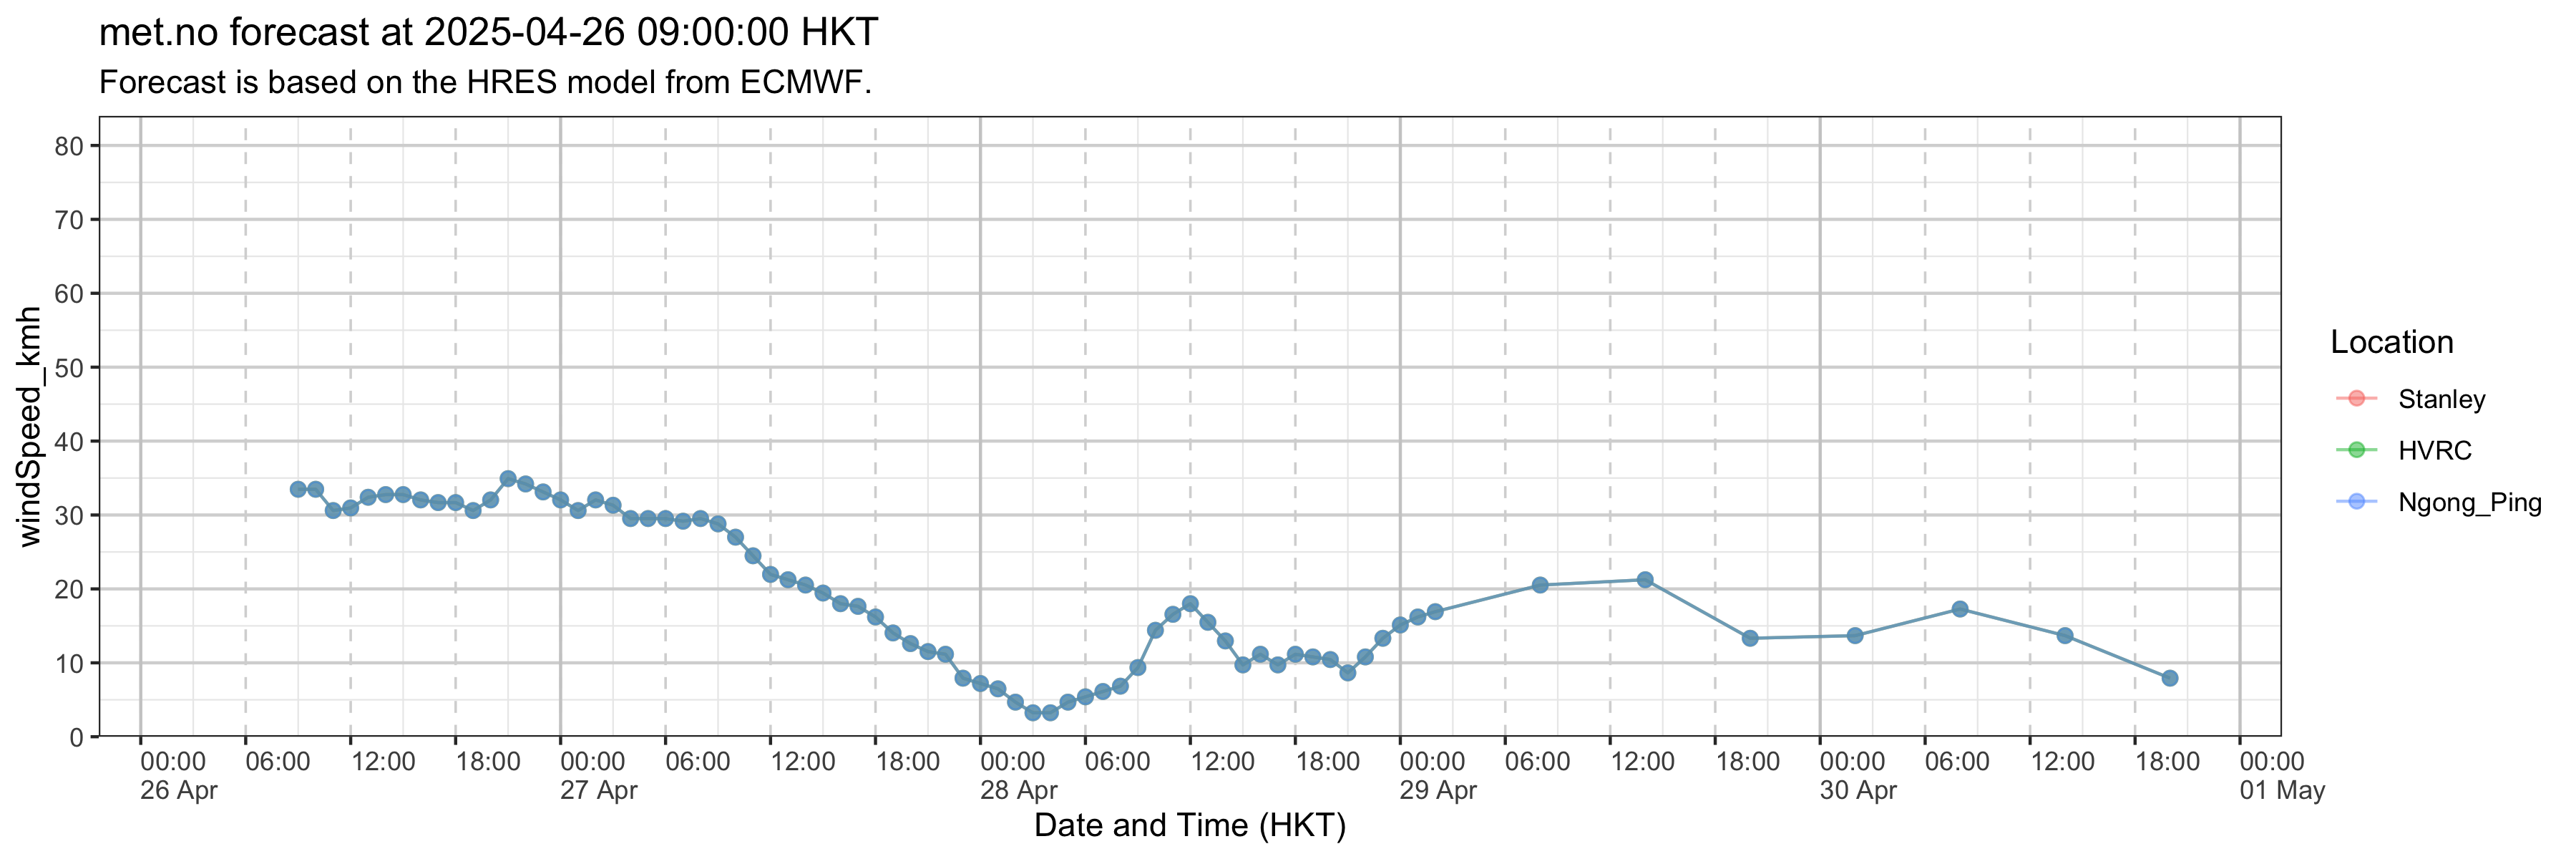 met.no forecast at 2025-04-26 09:00:00 HKT
Forecast is based on the HRES model from ECMWF.
windSpeed_kmh
80
70
60
50
40
30
20
10
0
00:00 06:00 12:00 18:00 00:00 06:00 12:00 18:00 00:00 06:00 12:00 18:00 00:00 06:00 12:00 18:00 00:00 06:00 12:00 18:00 00:00
26 Apr 27 Apr 28 Apr 29 Apr 30 Apr 01 May
Date and Time (HKT)
Location
Stanley
HVRC
Ngong_Ping